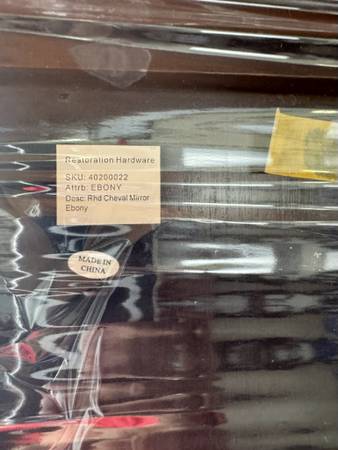 Restoration Hardware
SKU: 40200022
Attrb: EBONY
Desc: Rhd Cheval Mirror
Ebony
MADE IN
CHINA